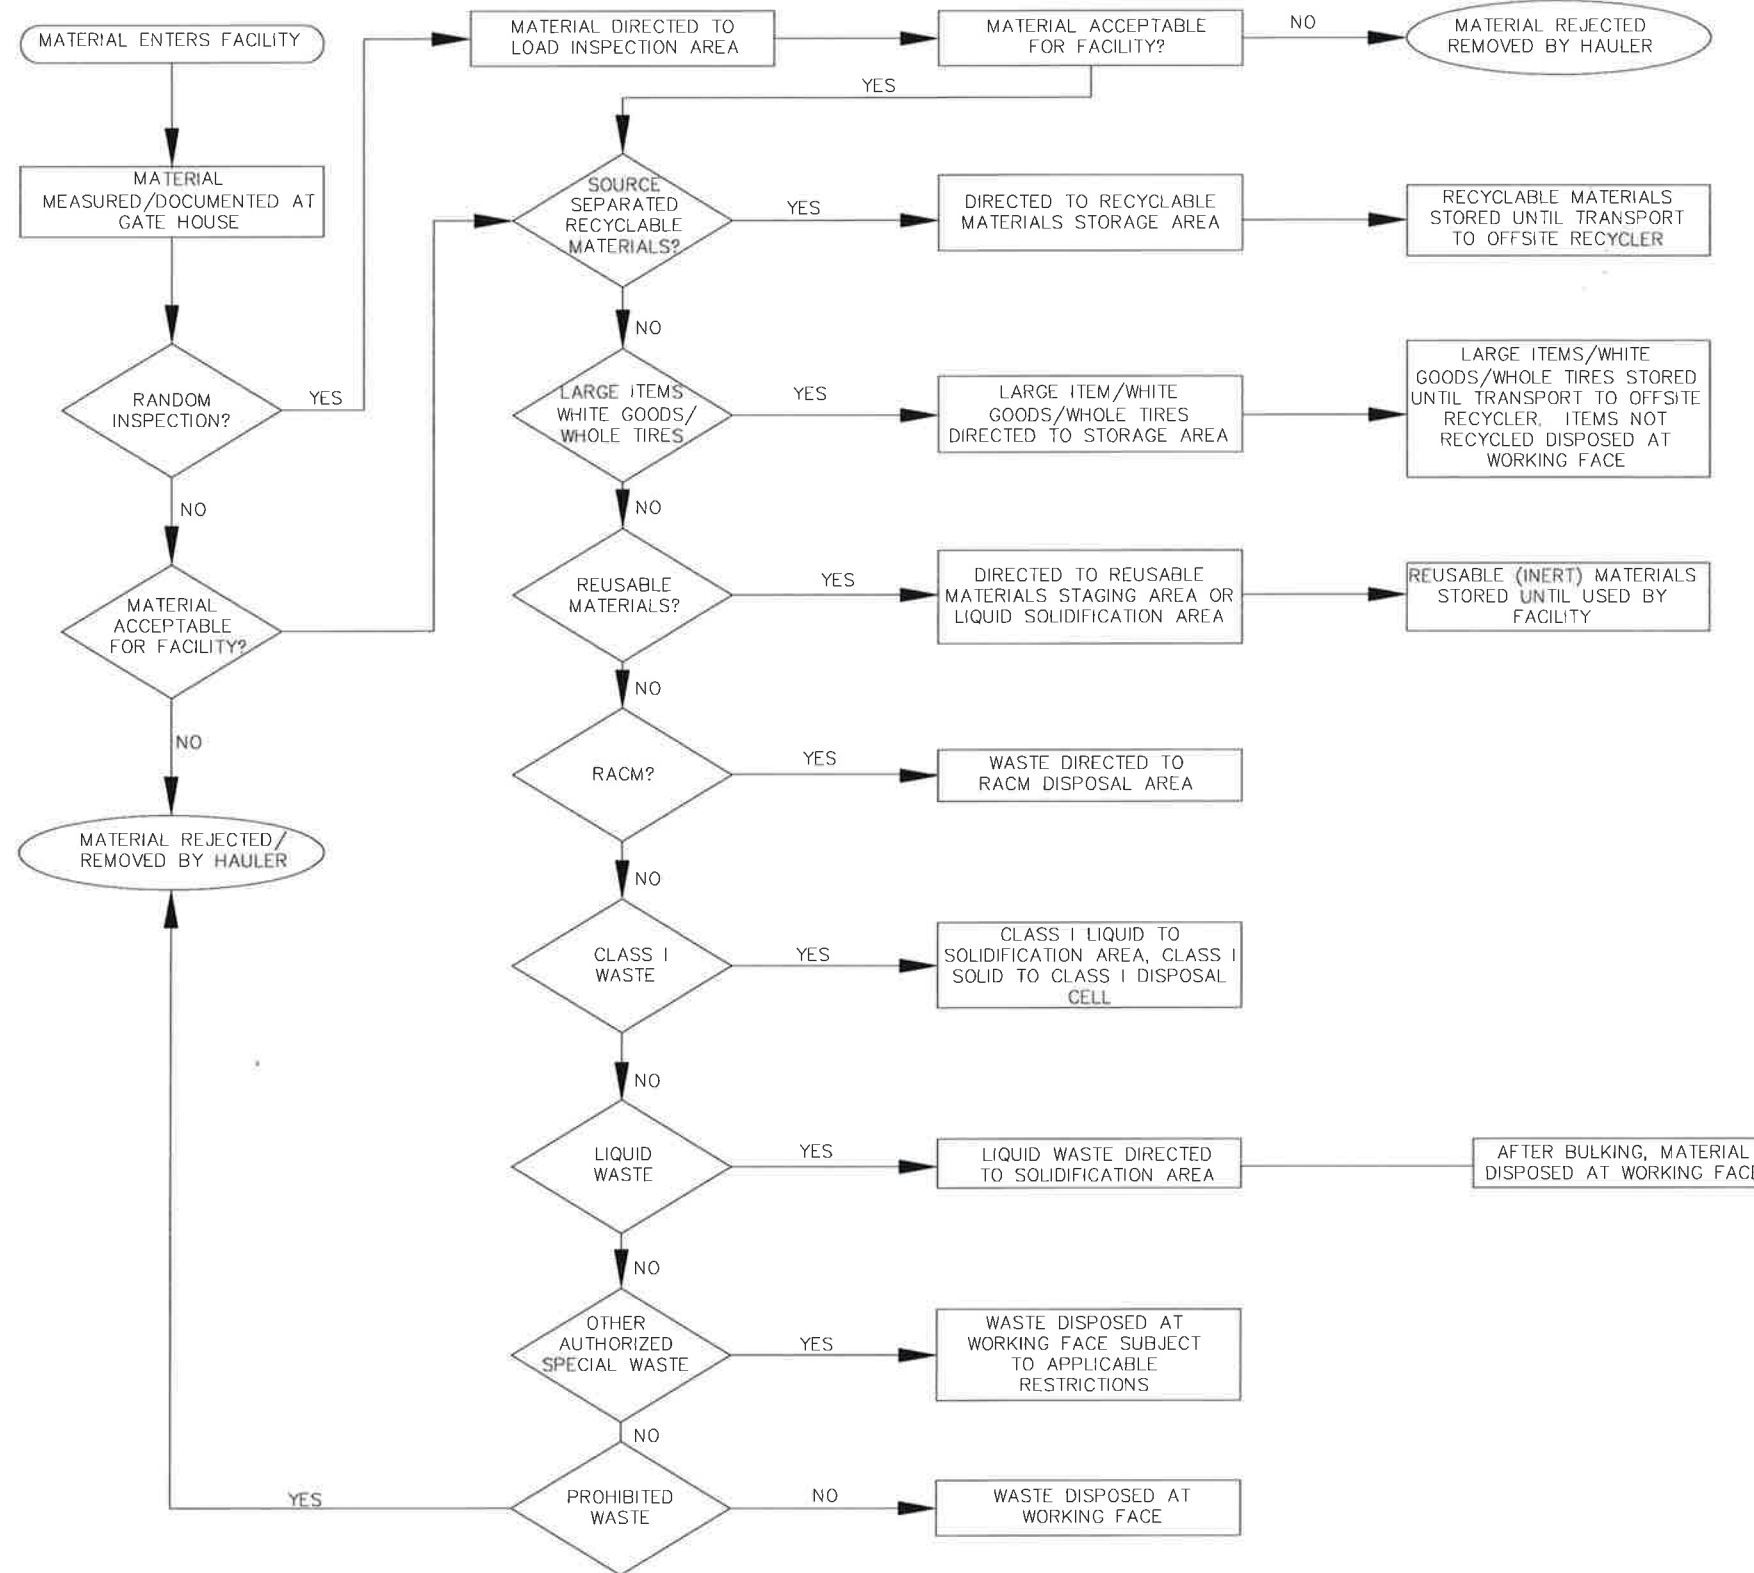 MATERIAL ENTERS FACILITY
MATERIAL DIRECTED TO
LOAD INSPECTION AREA
MATERIAL ACCEPTABLE
FOR FACILITY?
NO
MATERIAL REJECTED
REMOVED BY HAULER
YES
MATERIAL
MEASURED/DOCUMENTED AT
GATE HOUSE
SOURCE
SEPARATED
RECYCLABLE
MATERIALS?
YES
DIRECTED TO RECYCLABLE
MATERIALS STORAGE AREA
RECYCLABLE MATERIALS
STORED UNTIL TRANSPORT
TO OFFSITE RECYCLER
NO
RANDOM
INSPECTION?
YES
LARGE ITEMS
WHITE GOODS/
WHOLE TIRES
YES
LARGE ITEM/WHITE
GOODS/WHOLE TIRES
DIRECTED TO STORAGE AREA
LARGE ITEMS/WHITE
GOODS/WHOLE TIRES STORED
UNTIL TRANSPORT TO OFFSITE
RECYCLER. ITEMS NOT
RECYCLED DISPOSED AT
WORKING FACE
NO
NO
MATERIAL
ACCEPTABLE
FOR FACILITY?
REUSABLE
MATERIALS?
YES
DIRECTED TO REUSABLE
MATERIALS STAGING AREA OR
LIQUID SOLIDIFICATION AREA
REUSABLE (INERT) MATERIALS
STORED UNTIL USED BY
FACILITY
NO
NO
RACM?
YES
WASTE DIRECTED TO
RACM DISPOSAL AREA
MATERIAL REJECTED/
REMOVED BY HAULER
NO
CLASS I
WASTE
YES
CLASS I LIQUID TO
SOLIDIFICATION AREA, CLASS I
SOLID TO CLASS I DISPOSAL
CELL
NO
LIQUID
WASTE
YES
LIQUID WASTE DIRECTED
TO SOLIDIFICATION AREA
AFTER BULKING, MATERIAL
DISPOSED AT WORKING FACE
NO
OTHER
AUTHORIZED
SPECIAL WASTE
YES
WASTE DISPOSED AT
WORKING FACE SUBJECT
TO APPLICABLE
RESTRICTIONS
NO
YES
PROHIBITED
WASTE
NO
WASTE DISPOSED AT
WORKING FACE